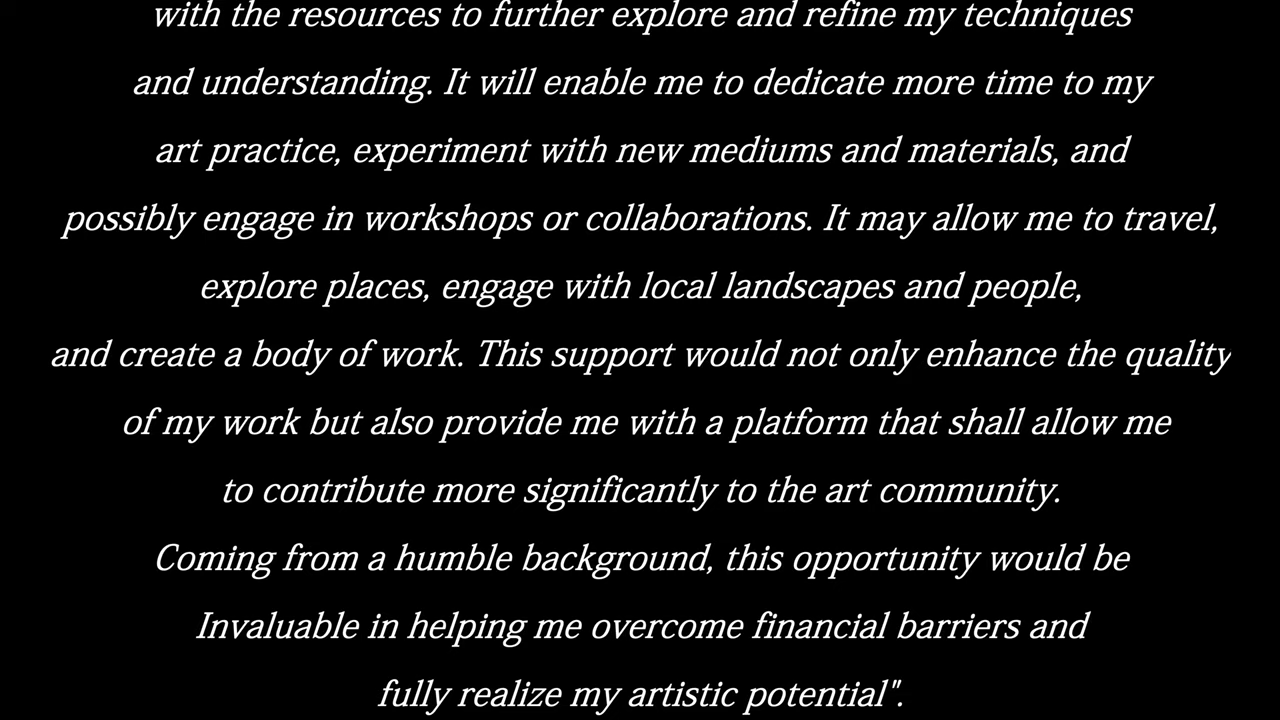 with the resources to further explore and refine my techniques
and understanding. It will enable me to dedicate more time to my
art practice, experiment with new mediums and materials, and
possibly engage in workshops or collaborations. It may allow me to travel,
explore places, engage with local landscapes and people,
and create a body of work. This support would not only enhance the quality
of my work but also provide me with a platform that shall allow me
to contribute more significantly to the art community.
Coming from a humble background, this opportunity would be
Invaluable in helping me overcome financial barriers and
fully realize my artistic potential".